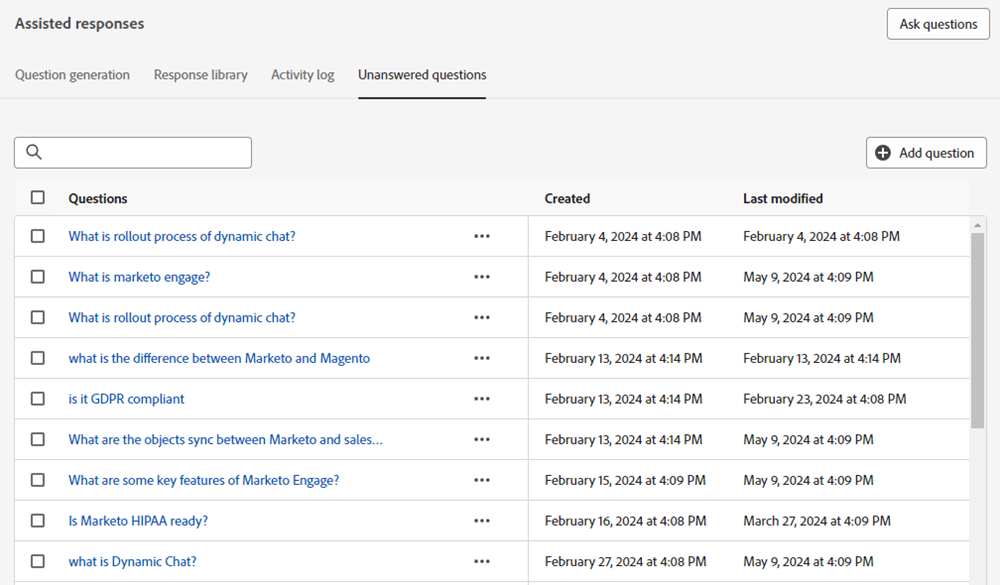 Assisted responses
Ask questions
Question generation Response library Activity log Unanswered questions
Add question
Questions Created Last modified
What is rollout process of dynamic chat? ••• February 4, 2024 at 4:08 PM February 4, 2024 at 4:08 PM
What is marketo engage? ••• February 4, 2024 at 4:08 PM May 9, 2024 at 4:09 PM
What is rollout process of dynamic chat? ••• February 4, 2024 at 4:08 PM May 9, 2024 at 4:09 PM
what is the difference between Marketo and Magento ••• February 13, 2024 at 4:14 PM February 13, 2024 at 4:14 PM
is it GDPR compliant ••• February 13, 2024 at 4:14 PM February 23, 2024 at 4:08 PM
What are the objects sync between Marketo and sales... ••• February 13, 2024 at 4:14 PM May 9, 2024 at 4:09 PM
What are some key features of Marketo Engage? ••• February 15, 2024 at 4:09 PM May 9, 2024 at 4:09 PM
Is Marketo HIPAA ready? ••• February 16, 2024 at 4:08 PM March 27, 2024 at 4:09 PM
what is Dynamic Chat? ••• February 27, 2024 at 4:08 PM May 9, 2024 at 4:09 PM